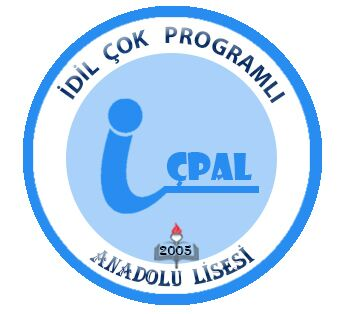 İDİL ÇOK PROGRAMLI
i ÇPAL
2005
ANADOLU LİSESİ